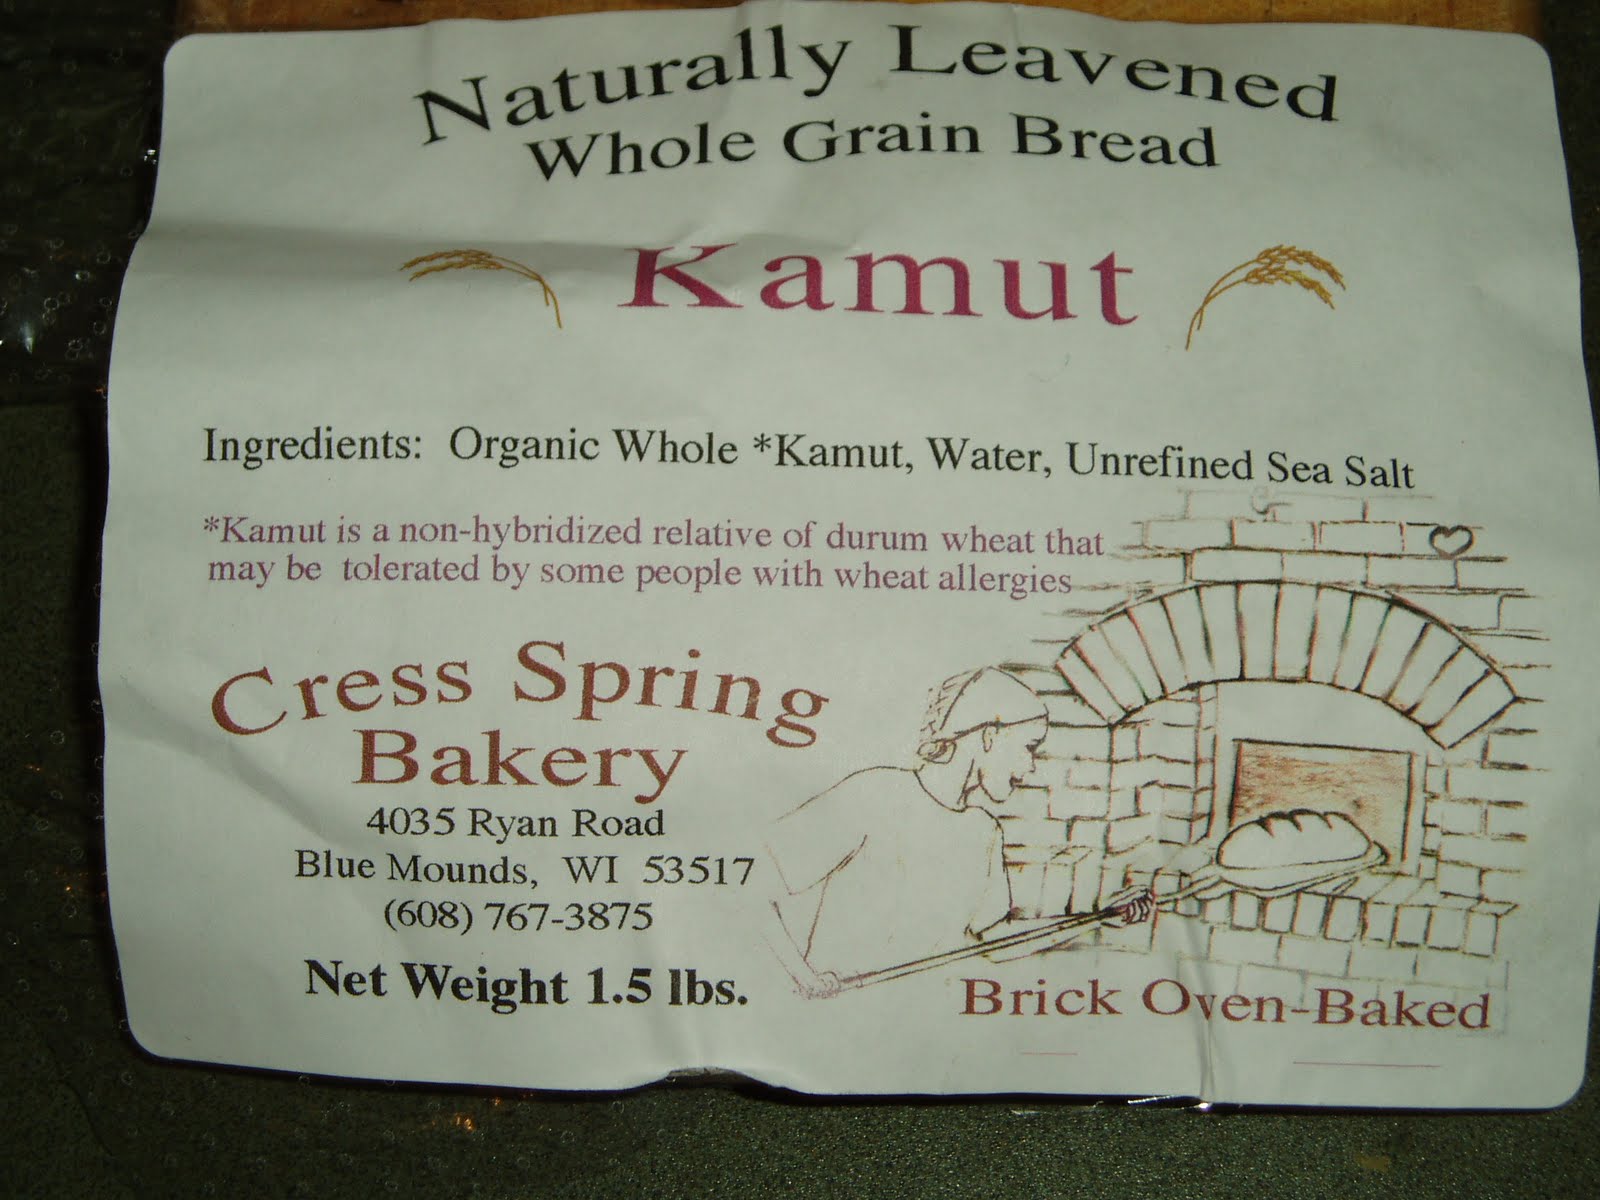 Naturally Leavened
Whole Grain Bread
Kamut
Ingredients: Organic Whole *Kamut, Water, Unrefined Sea Salt
*Kamut is a non-hybridized relative of durum wheat that
may be tolerated by some people with wheat allergies
Cress Spring
Bakery
4035 Ryan Road
Blue Mounds, WI 53517
(608) 767-3875
Net Weight 1.5 lbs.
Brick Oven-Baked